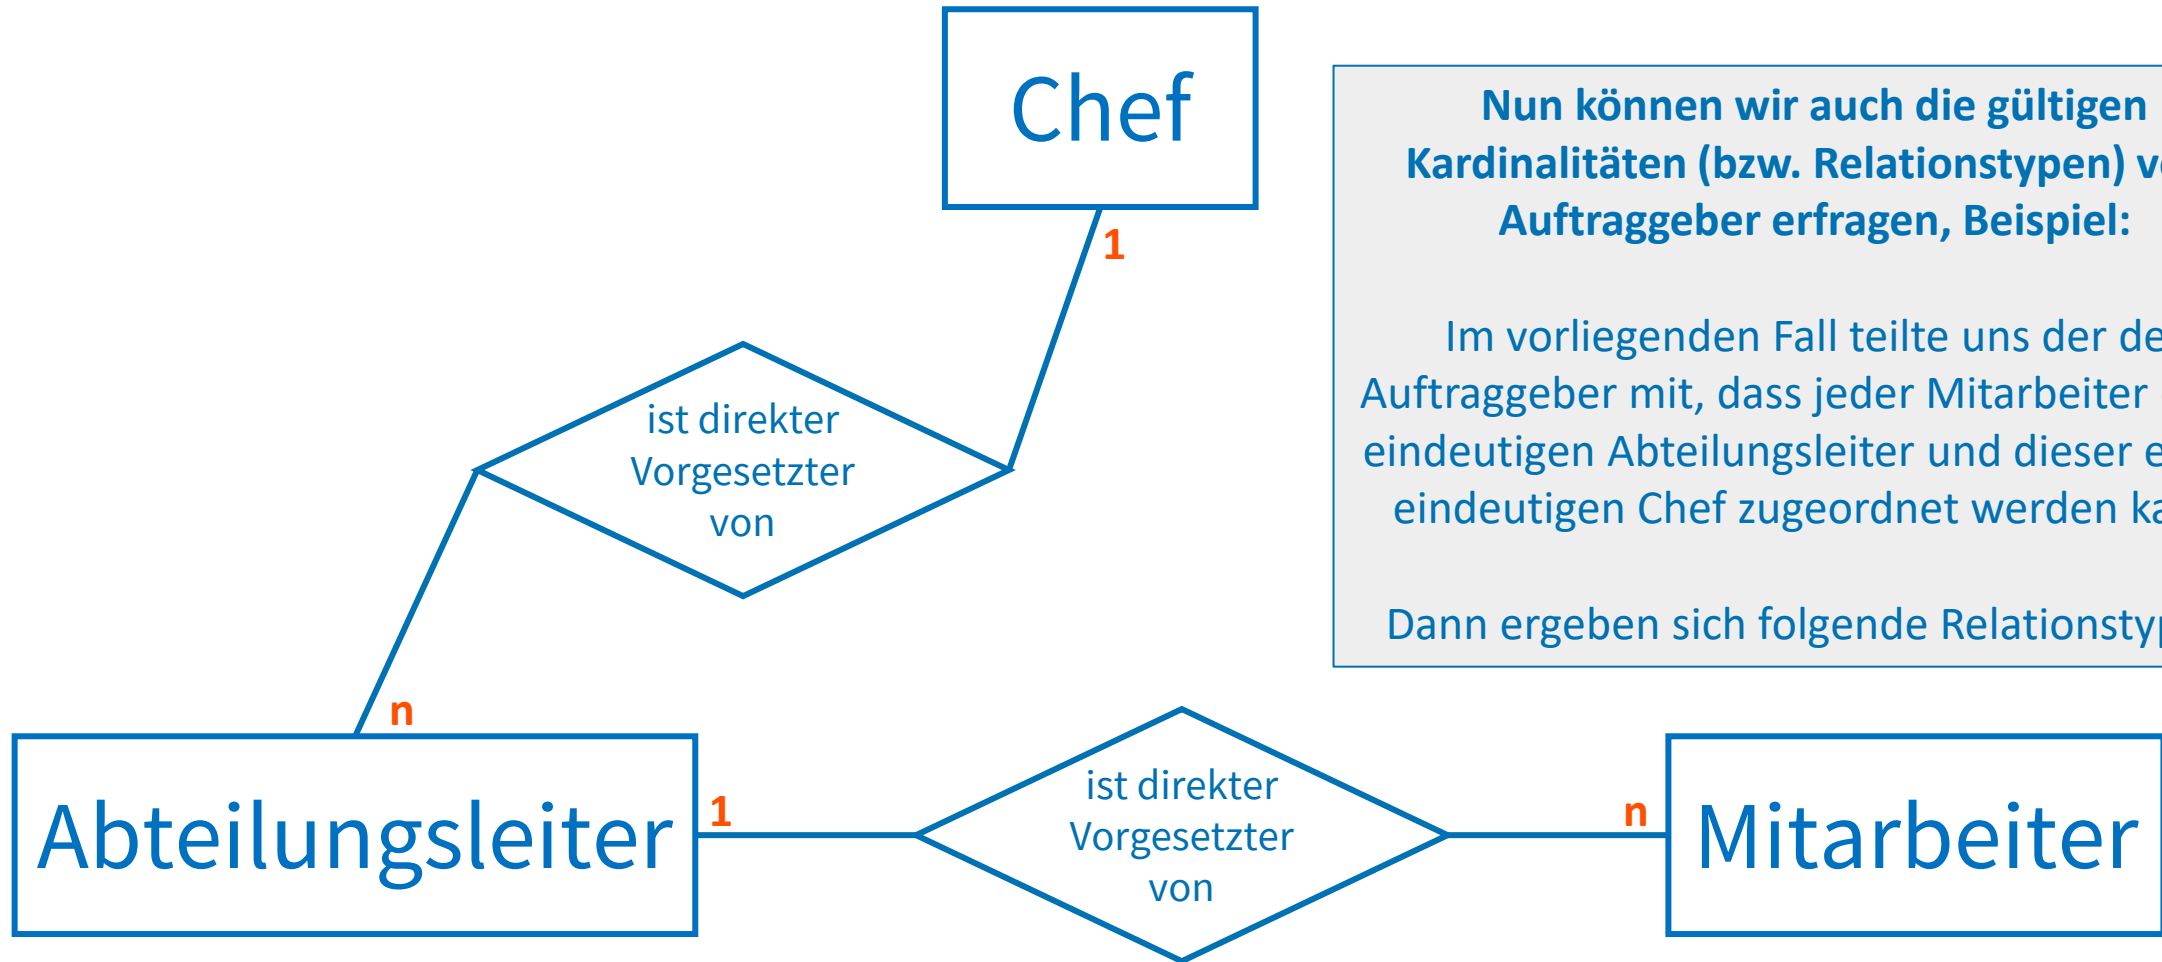 Chef
Nun können wir auch die gültigen
Kardinalitäten (bzw. Relationstypen)
Auftraggeber erfragen, Beispiel:
Im vorliegenden Fall teilte uns der
Auftraggeber mit, dass jeder Mitarbeiter
eindeutigen Abteilungsleiter und dieser
eindeutigen Chef zugeordnet werden
Dann ergeben sich folgende
1
ist direkter
Vorgesetzter
von
n
Abteilungsleiter
1
ist direkter
Vorgesetzter
von
n
Mitarbeiter